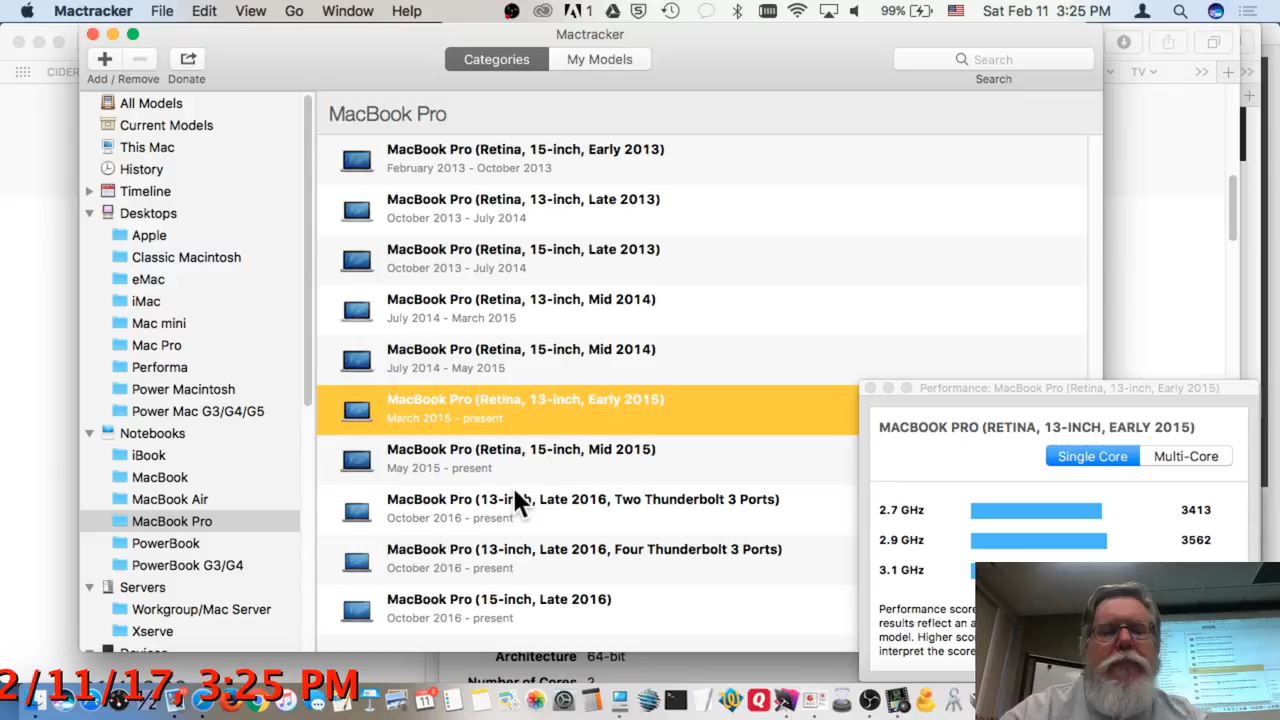 Mactracker File Edit View Go Window Help 1 5 99% Sat Feb 11 3:25 PM
Mactracker
Categories My Models Search
Add / Remove Donate Search
CIDER TV
All Models
Current Models
This Mac
History
Timeline
Desktops
Apple
Classic Macintosh
eMac
iMac
Mac mini
Mac Pro
Performa
Power Macintosh
Power Mac G3/G4/G5
Notebooks
iBook
MacBook
MacBook Air
MacBook Pro
PowerBook
PowerBook G3/G4
Servers
Workgroup/Mac Server
Xserve
MacBook Pro
MacBook Pro (Retina, 15-inch, Early 2013)
February 2013 - October 2013
MacBook Pro (Retina, 13-inch, Late 2013)
October 2013 - July 2014
MacBook Pro (Retina, 15-inch, Late 2013)
October 2013 - July 2014
MacBook Pro (Retina, 13-inch, Mid 2014)
July 2014 - March 2015
MacBook Pro (Retina, 15-inch, Mid 2014)
July 2014 - May 2015
MacBook Pro (Retina, 13-inch, Early 2015)
March 2015 - present
MacBook Pro (Retina, 15-inch, Mid 2015)
May 2015 - present
MacBook Pro (13-inch, Late 2016, Two Thunderbolt 3 Ports)
October 2016 - present
MacBook Pro (13-inch, Late 2016, Four Thunderbolt 3 Ports)
October 2016 - present
MacBook Pro (15-inch, Late 2016)
October 2016 - present
Performance: MacBook Pro (Retina, 13-inch, Early 2015)
MACBOOK PRO (RETINA, 13-INCH, EARLY 2015)
Single Core Multi-Core
2.7 GHz 3413
2.9 GHz 3562
3.1 GHz
Performance
results reflect an a
model. Higher
interpret the
Architecture 64-bit
Number of Cores 2
2/11/17 3:25 PM